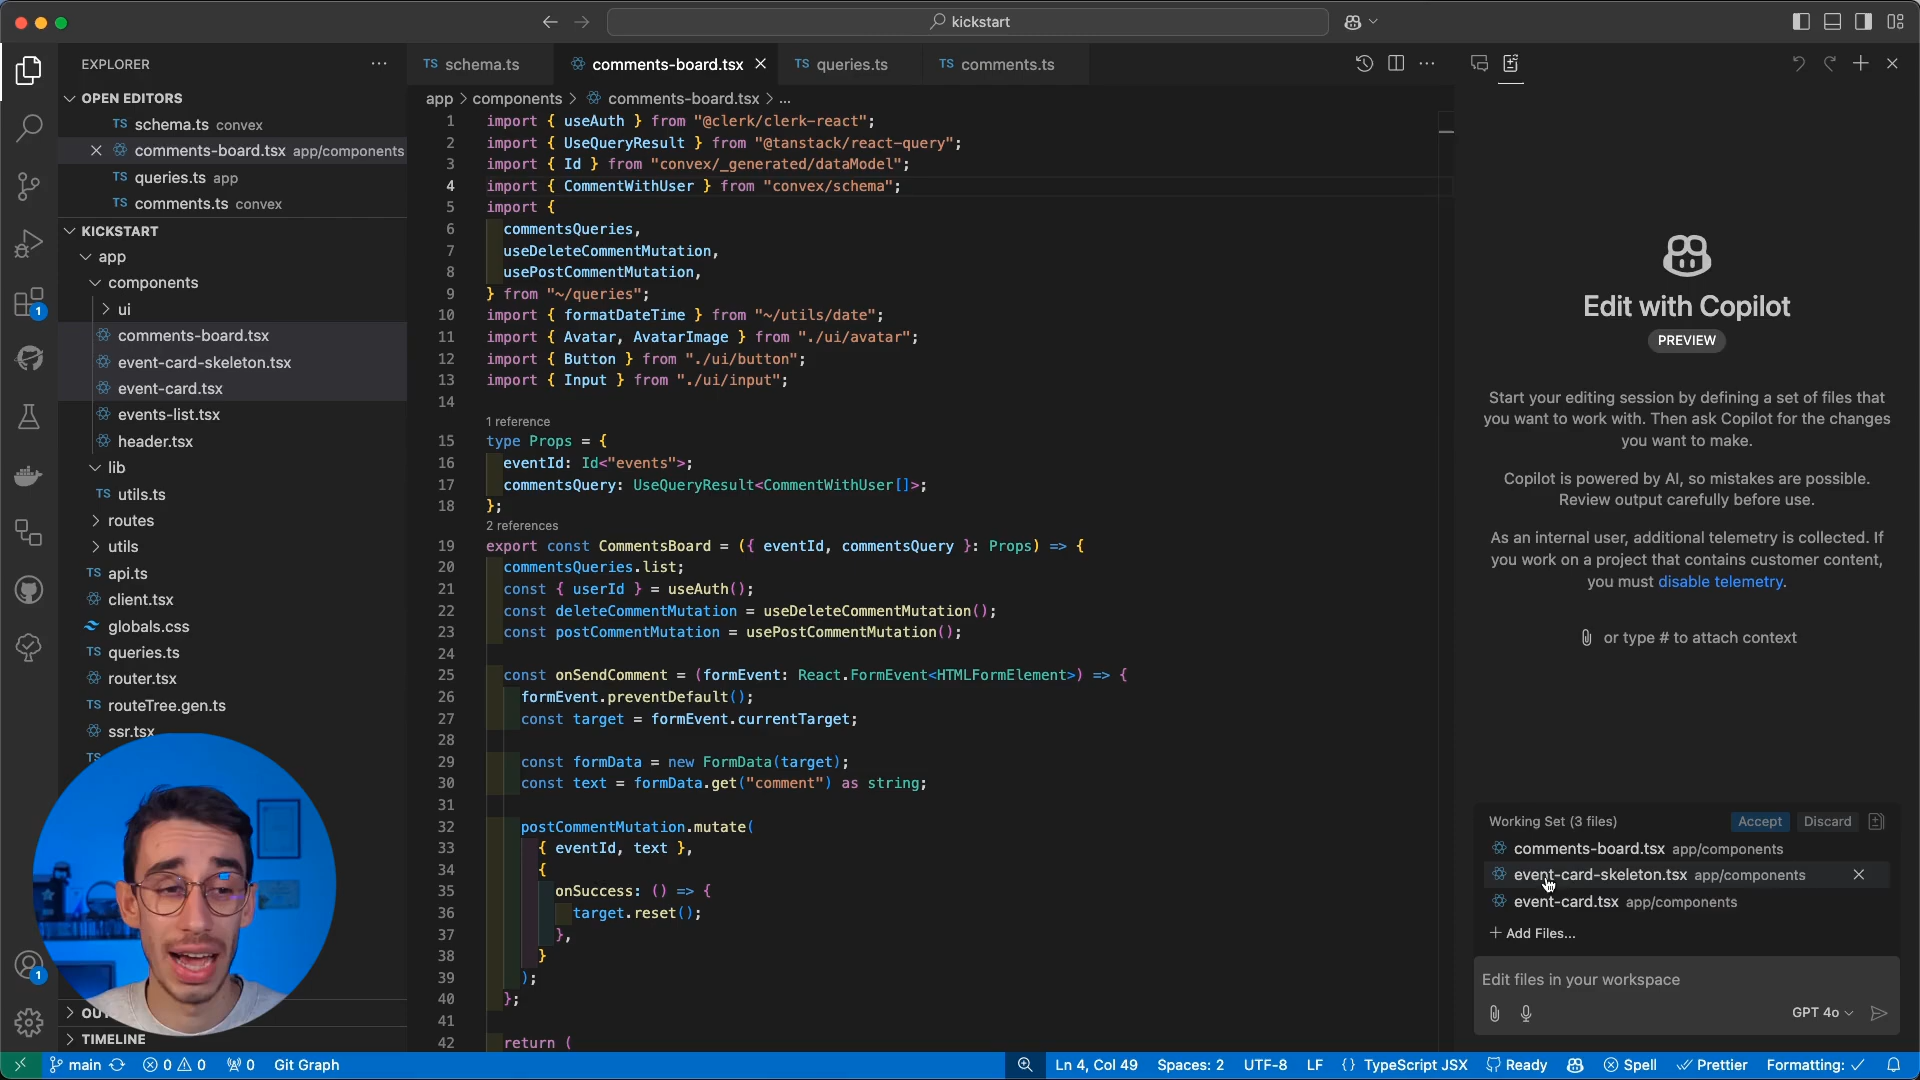 kickstart
EXPLORER
OPEN EDITORS
TS schema.ts convex
comments-board.tsx app/components
TS queries.ts app
TS comments.ts convex
KICKSTART
app
components
ui
comments-board.tsx
event-card-skeleton.tsx
event-card.tsx
events-list.tsx
header.tsx
lib
TS utils.ts
routes
utils
TS api.ts
client.tsx
globals.css
TS queries.ts
router.tsx
TS routeTree.gen.ts
ssr.tsx
TS
TIMELINE
1
1
TS schema.ts
comments-board.tsx
TS queries.ts
TS comments.ts
app > components > comments-board.tsx > ...
1 import { useAuth } from "@clerk/clerk-react";
2 import { UseQueryResult } from "@tanstack/react-query";
3 import { Id } from "convex/_generated/dataModel";
4 import { CommentWithUser } from "convex/schema";
5 import {
6 commentsQueries,
7 useDeleteCommentMutation,
8 usePostCommentMutation,
9 } from "~/queries";
10 import { formatDateTime } from "~/utils/date";
11 import { Avatar, AvatarImage } from "./ui/avatar";
12 import { Button } from "./ui/button";
13 import { Input } from "./ui/input";
14
1 reference
15 type Props = {
16 eventId: Id<"events">;
17 commentsQuery: UseQueryResult<CommentWithUser[]>;
18 };
2 references
19 export const CommentsBoard = ({ eventId, commentsQuery }: Props) => {
20 commentsQueries.list;
21 const { userId } = useAuth();
22 const deleteCommentMutation = useDeleteCommentMutation();
23 const postCommentMutation = usePostCommentMutation();
24
25 const onSendComment = (formEvent: React.FormEvent<HTMLFormElement>) => {
26 formEvent.preventDefault();
27 const target = formEvent.currentTarget;
28
29 const formData = new FormData(target);
30 const text = formData.get("comment") as string;
31
32 postCommentMutation.mutate(
33 { eventId, text },
34 {
35 onSuccess: () => {
36 target.reset();
37 },
38 }
39 );
40 };
41
42 return (
Edit with Copilot
PREVIEW
Start your editing session by defining a set of files that
you want to work with. Then ask Copilot for the changes
you want to make.
Copilot is powered by AI, so mistakes are possible.
Review output carefully before use.
As an internal user, additional telemetry is collected. If
you work on a project that contains customer content,
you must disable telemetry.
or type # to attach context
Working Set (3 files) Accept Discard
comments-board.tsx app/components
event-card-skeleton.tsx app/components
event-card.tsx app/components
+ Add Files...
Edit files in your workspace
GPT 4o
main 0 0 0 Git Graph Ln 4, Col 49 Spaces: 2 UTF-8 LF {} TypeScript JSX Ready Spell Prettier Formatting: ✓